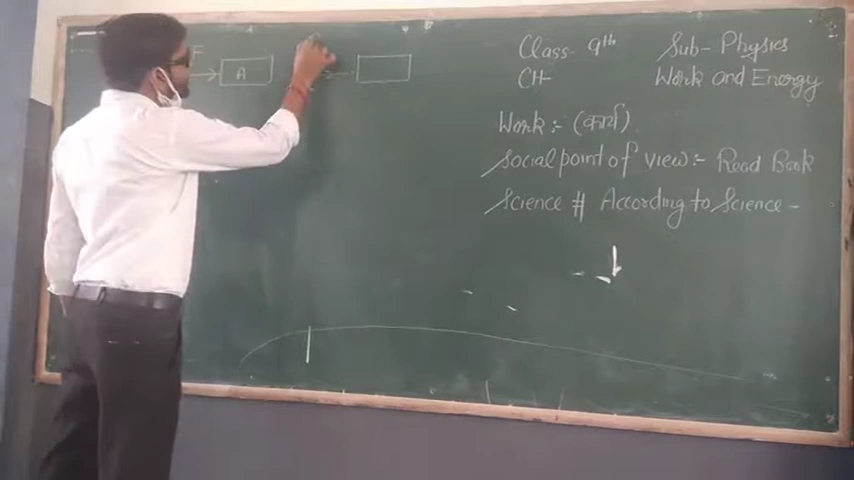 F
A
Class- 9th Sub- Physics
CH- Work and Energy
Work :- (कार्य)
Social point of view :- Read Book
Science # According to Science -